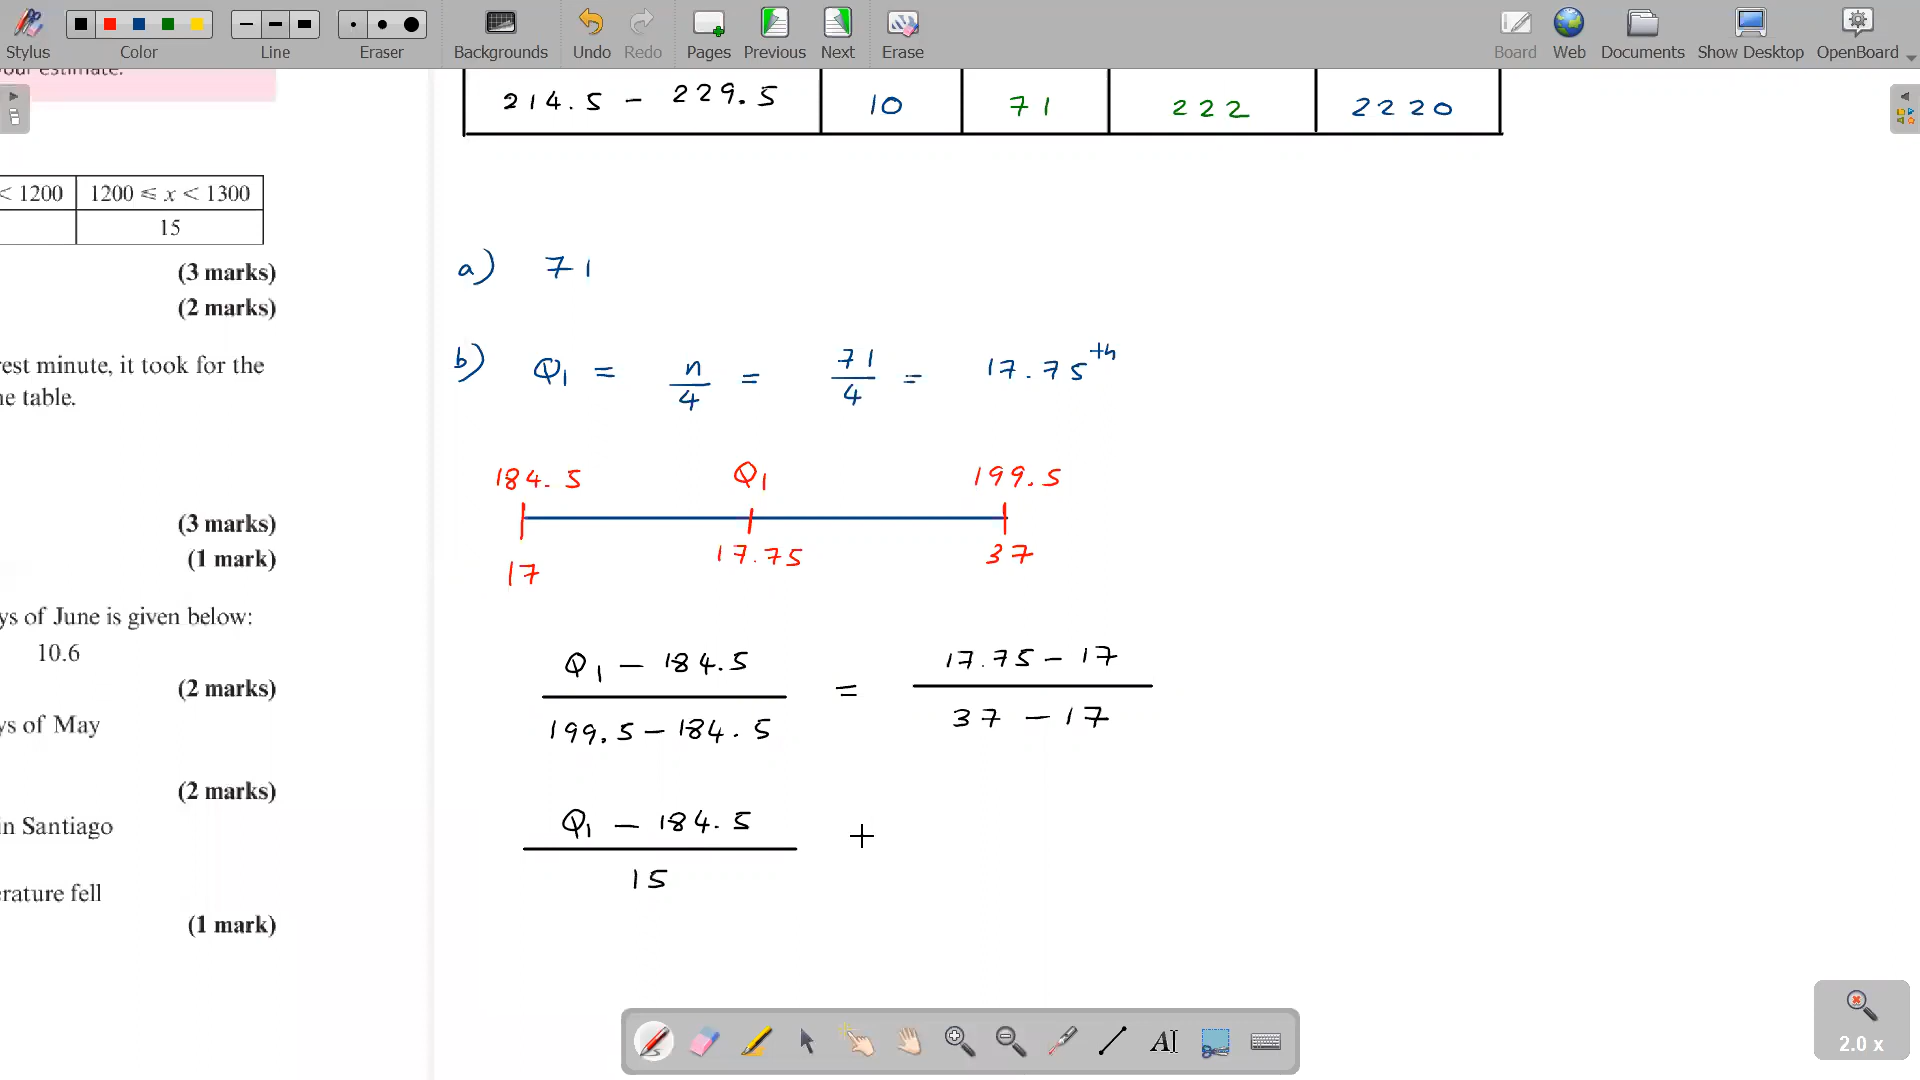 Stylus Color Line Eraser Backgrounds Undo Redo Pages Previous Next Erase Board Web Documents Show Desktop OpenBoard
our estimate.
214.5 - 229.5 10 71 222 2220
< 1200 1200 ≤ x < 1300
15
(3 marks)
(2 marks)
rest minute, it took for the
ne table.
(3 marks)
(1 mark)
ys of June is given below:
10.6
(2 marks)
ys of May
(2 marks)
in Santiago
erature fell
(1 mark)
a) 71
b) Q1 = n/4 = 71/4 = 17.75th
184.5 Q1 199.5
17 17.75 37
Q1 - 184.5 / 199.5 - 184.5 = 17.75 - 17 / 37 - 17
Q1 - 184.5 / 15
2.0 x